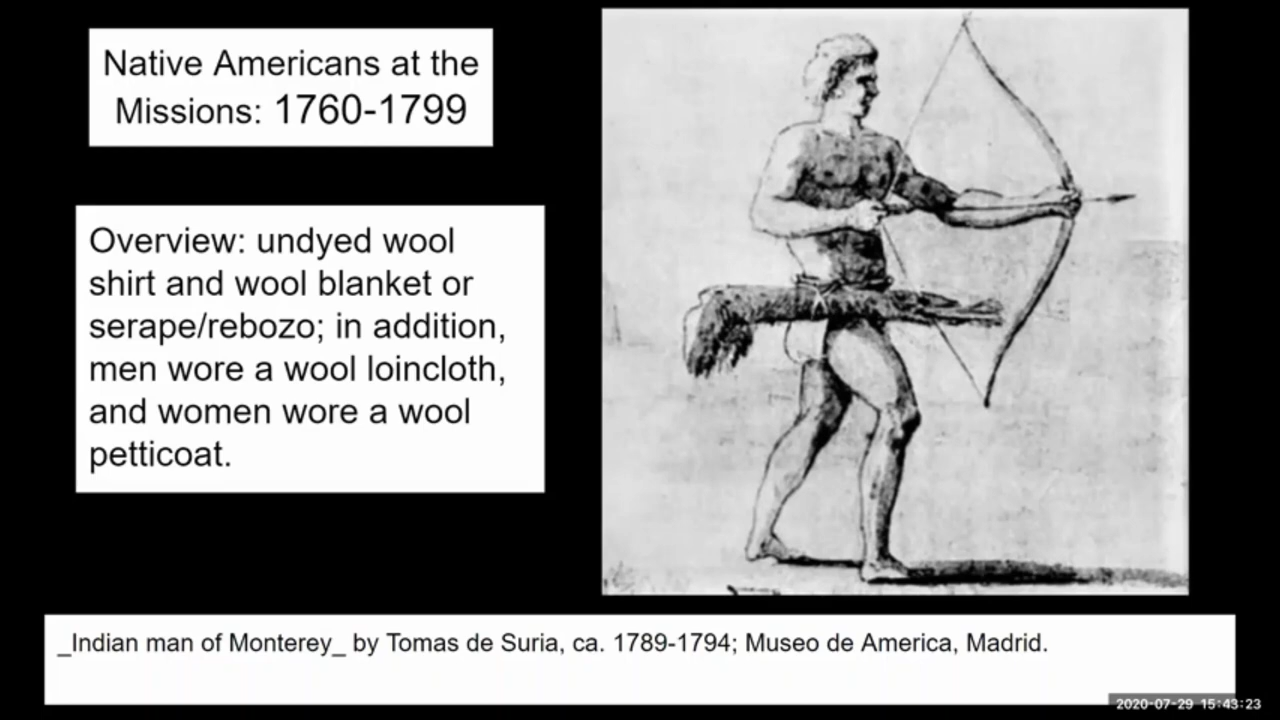 Native Americans at the
Missions: 1760-1799
Overview: undyed wool
shirt and wool blanket or
serape/rebozo; in addition,
men wore a wool loincloth,
and women wore a wool
petticoat.
_Indian man of Monterey_ by Tomas de Suria, ca. 1789-1794; Museo de America, Madrid.
2020-07-29 15:43:23